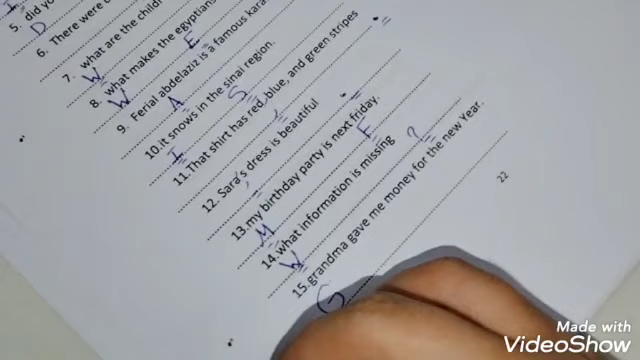 5. did yo
D
6. There were
7. what are the child
W
8. what makes the egyptians
W E
9. Ferial abdelaziz is a famous kara
A
10.it snows in the sinai region.
I S
11.That shirt has red, blue, and green stripes
12. Sara's dress is beautiful
13.my birthday party is next friday.
M F
14.what information is missing
W ?
15.grandma gave me money for the new Year.
G
22
Made with
VideoShow